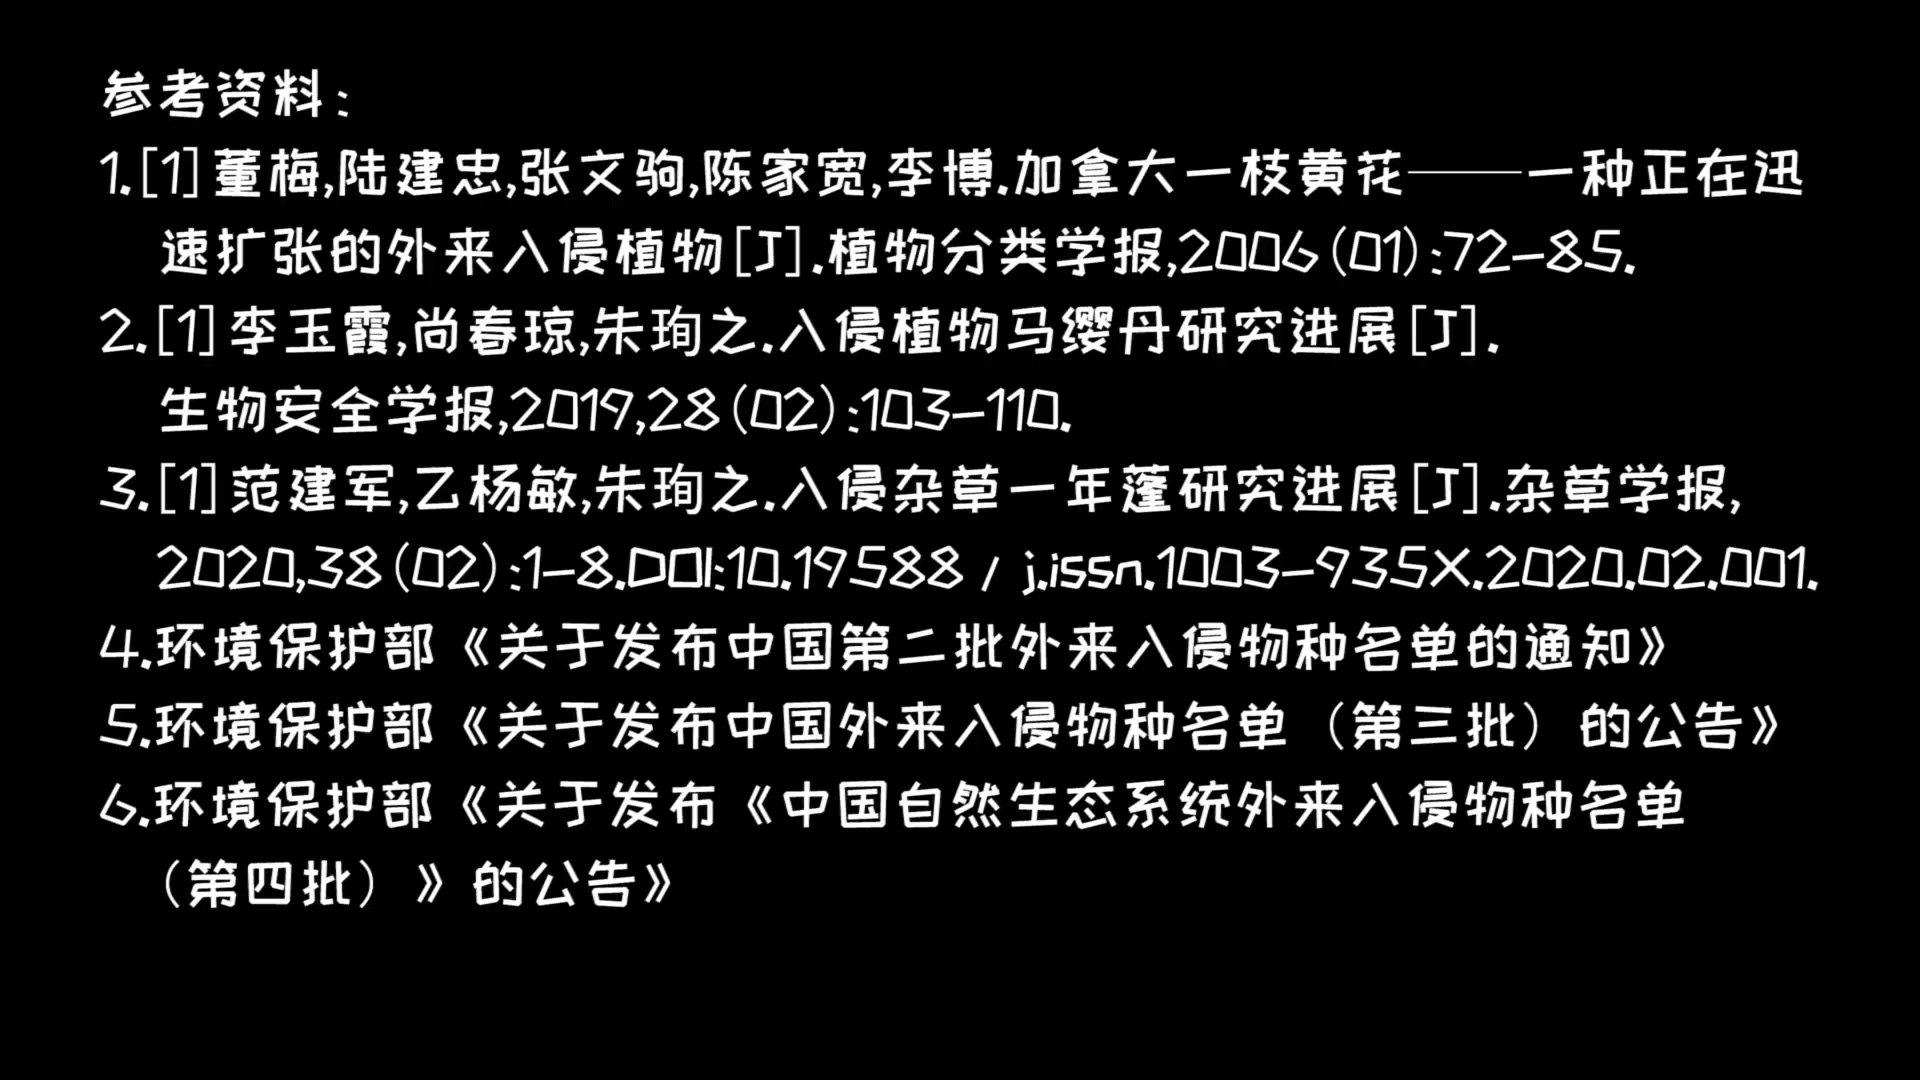 参考资料:
1.[1]董梅,陆建忠,张文驹,陈家宽,李博.加拿大一枝黄花——一种正在迅
速扩张的外来入侵植物[J].植物分类学报,2006(01):72-85.
2.[1]李玉霞,尚春琼,朱珣之.入侵植物马缨丹研究进展[J].
生物安全学报,2019,28(02):103-110.
3.[1]范建军,乙杨敏,朱珣之.入侵杂草一年蓬研究进展[J].杂草学报,
2020,38(02):1-8.DOI:10.19588/j.issn.1003-935X.2020.02.001.
4.环境保护部《关于发布中国第二批外来入侵物种名单的通知》
5.环境保护部《关于发布中国外来入侵物种名单（第三批）的公告》
6.环境保护部《关于发布《中国自然生态系统外来入侵物种名单
（第四批）》的公告》